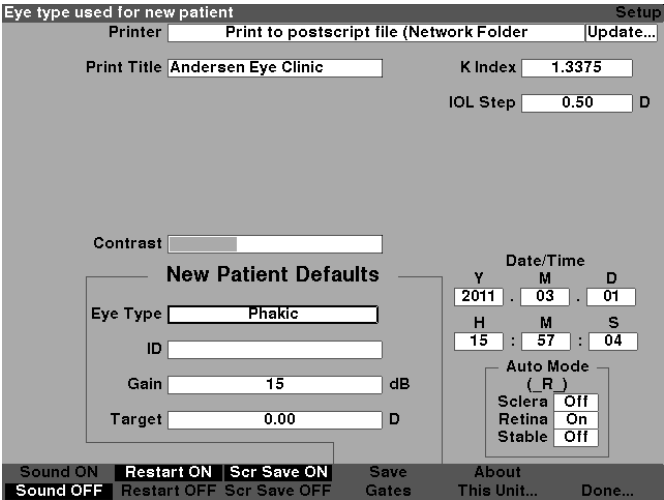 Eye type used for new patient Setup
Printer Print to postscript file (Network Folder Update...
Print Title Andersen Eye Clinic K Index 1.3375
IOL Step 0.50 D
Contrast
Date/Time
New Patient Defaults Y M D
2011 . 03 . 01
Eye Type Phakic
H M S
ID 15 : 57 : 04
Gain 15 dB Auto Mode
(_R_)
Sclera Off
Target 0.00 D Retina On
Stable Off
Sound ON Restart ON Scr Save ON Save About
Sound OFF Restart OFF Scr Save OFF Gates This Unit... Done...